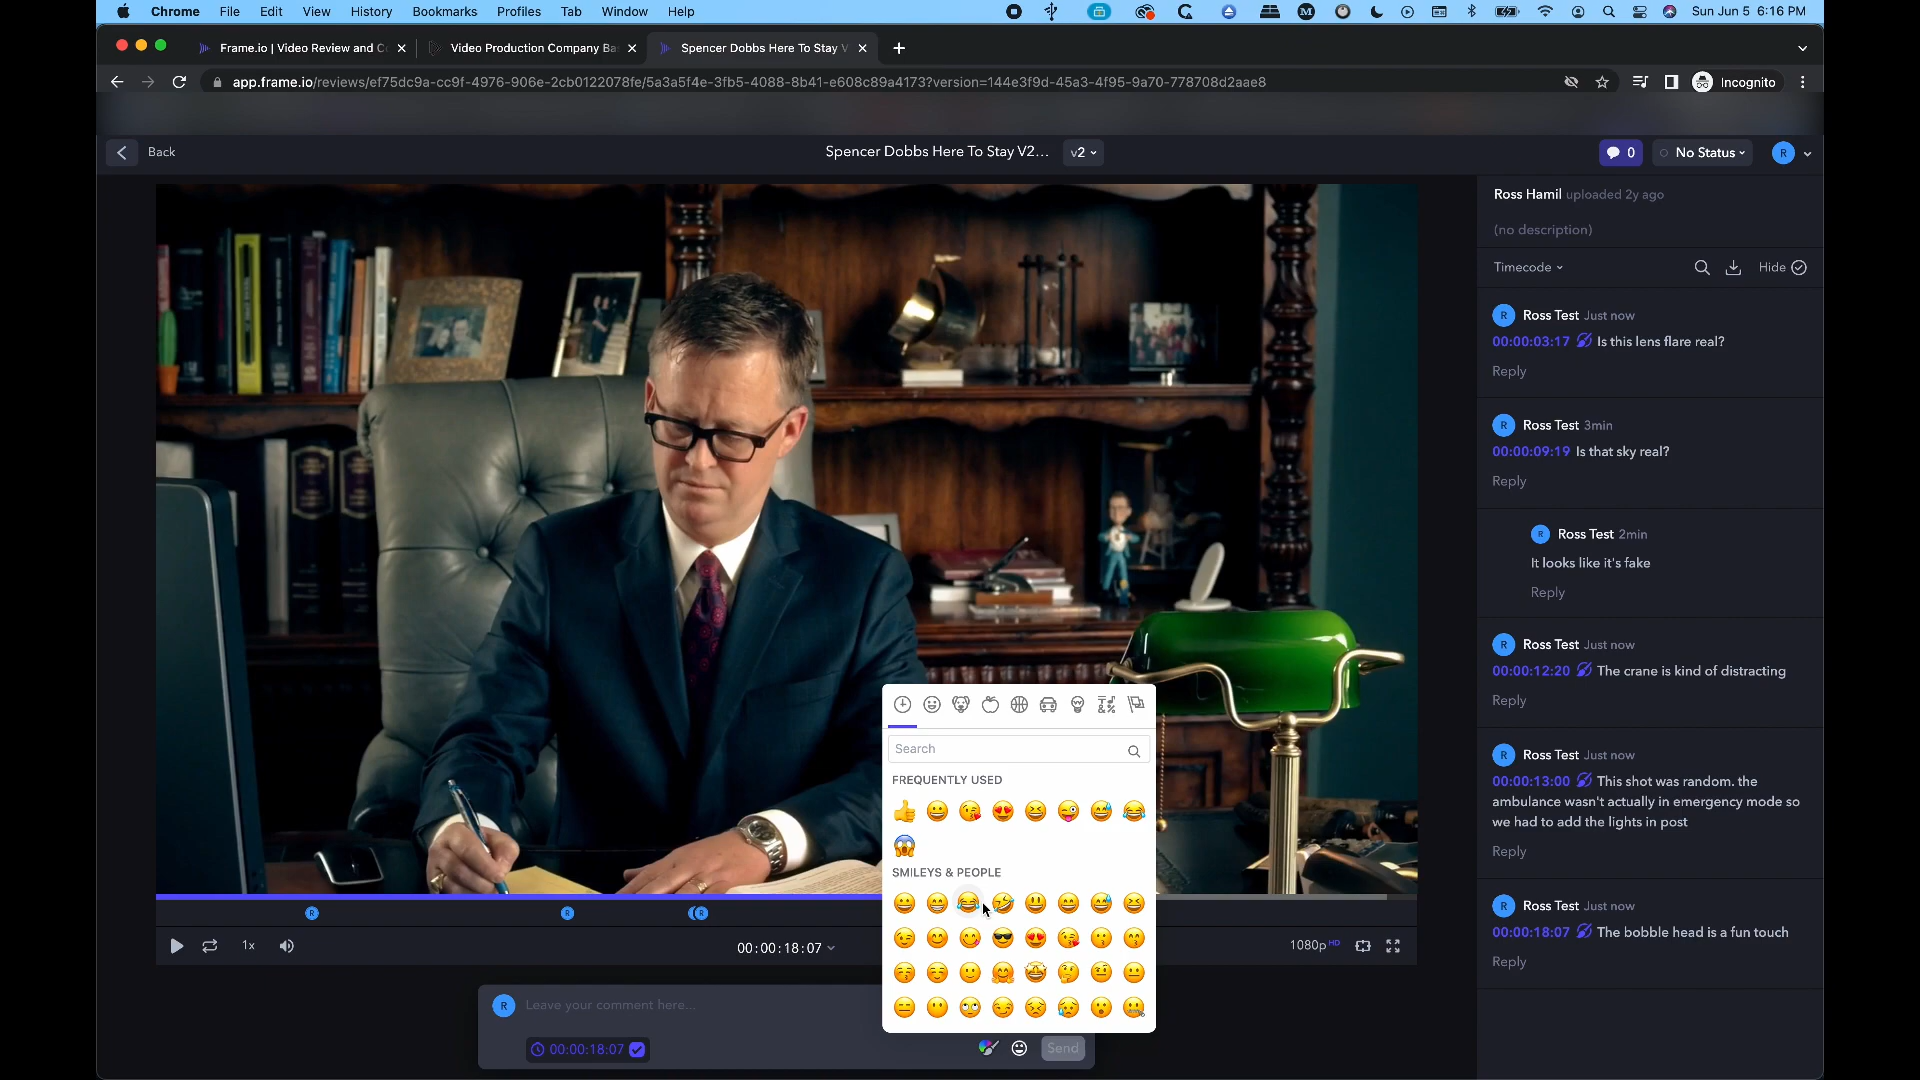 Chrome File Edit View History Bookmarks Profiles Tab Window Help Sun Jun 5 6:16 PM
Frame.io | Video Review and C Video Production Company Ba Spencer Dobbs Here To Stay V
app.frame.io/reviews/ef75dc9a-cc9f-4976-906e-2cb0122078fe/5a3a5f4e-3fb5-4088-8b41-e608c89a4173?version=144e3f9d-45a3-4f95-9a70-778708d2aae8 Incognito
Back Spencer Dobbs Here To Stay V2... v2 0 No Status R
Ross Hamil uploaded 2y ago
(no description)
Timecode Hide
R Ross Test Just now
00:00:03:17 Is this lens flare real?
Reply
R Ross Test 3min
00:00:09:19 Is that sky real?
Reply
R Ross Test 2min
It looks like it's fake
Reply
R Ross Test Just now
00:00:12:20 The crane is kind of distracting
Reply
R Ross Test Just now
00:00:13:00 This shot was random. the
ambulance wasn't actually in emergency mode so
we had to add the lights in post
Reply
R Ross Test Just now
00:00:18:07 The bobble head is a fun touch
Reply
Search
FREQUENTLY USED
SMILEYS & PEOPLE
R R R
1x 00:00:18:07 1080p HD
R Leave your comment here...
00:00:18:07 Send